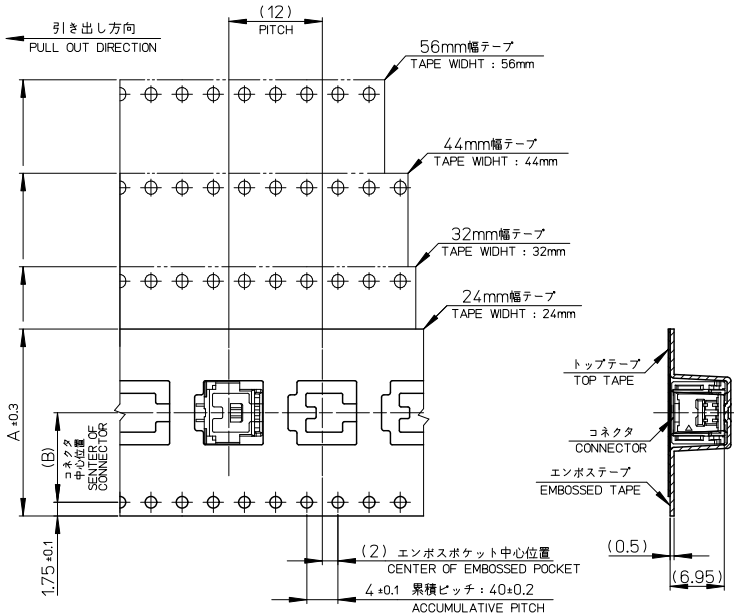 引き出し方向
PULL OUT DIRECTION
(12)
PITCH
56mm幅テープ
TAPE WIDHT : 56mm
44mm幅テープ
TAPE WIDHT : 44mm
32mm幅テープ
TAPE WIDHT : 32mm
24mm幅テープ
TAPE WIDHT : 24mm
A ±0.3
(B)
コネクタ
中心位置
SENTER OF
CONNECTOR
1.75 ±0.1
トップテープ
TOP TAPE
コネクタ
CONNECTOR
エンボステープ
EMBOSSED TAPE
(0.5)
(6.95)
(2) エンボスポケット中心位置
CENTER OF EMBOSSED POCKET
4 ±0.1 累積ピッチ : 40±0.2
ACCUMULATIVE PITCH